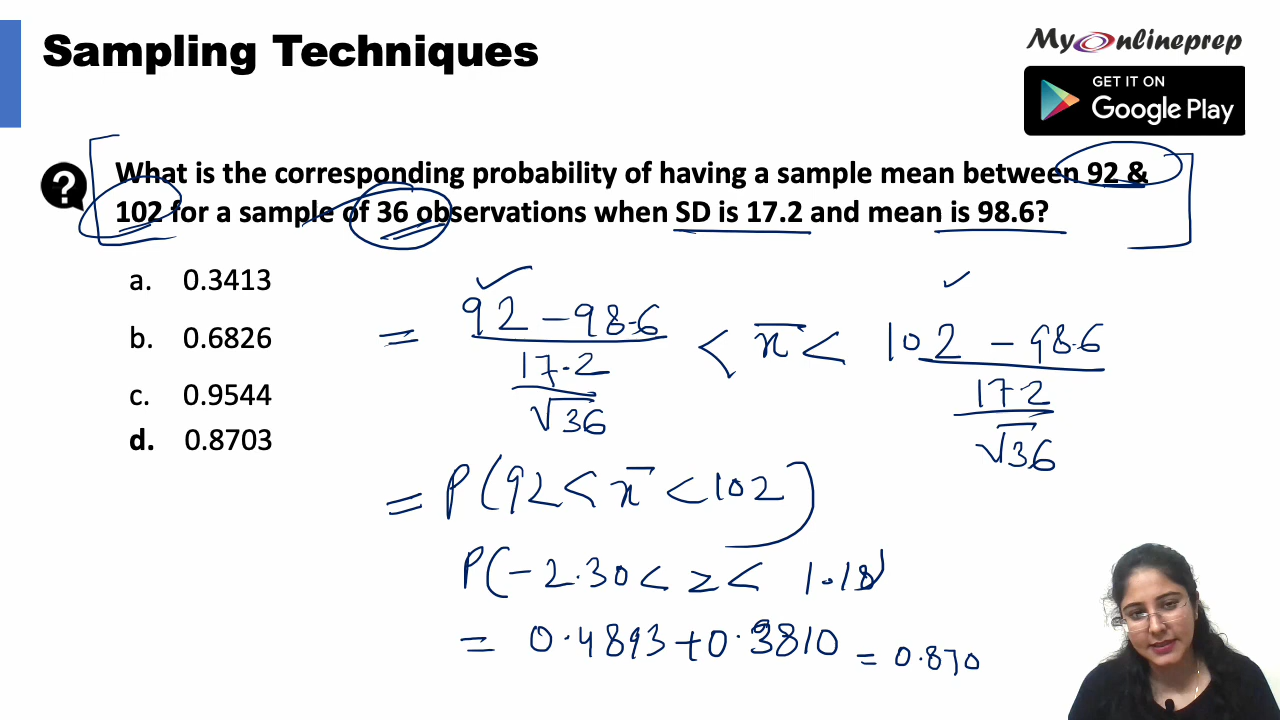 Sampling Techniques
Myonlineprep
GET IT ON
Google Play
?
What is the corresponding probability of having a sample mean between 92 &
102 for a sample of 36 observations when SD is 17.2 and mean is 98.6?
a. 0.3413
b. 0.6826
c. 0.9544
d. 0.8703
= 92 - 98.6 / 17.2 / √36 < x̄ < 102 - 98.6 / 17.2 / √36
= P(92 < x̄ < 102)
P(-2.30 < z < 1.18)
= 0.4893 + 0.3810 = 0.870